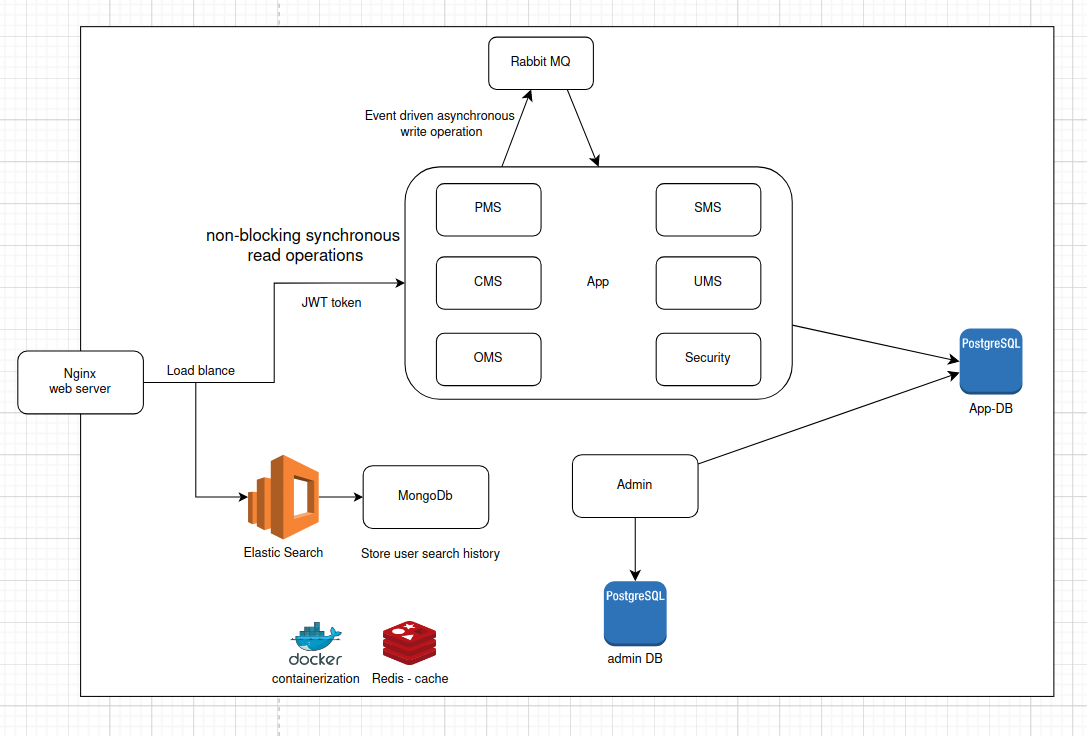 Rabbit MQ
Event driven asynchronous
write operation
PMS
SMS
non-blocking synchronous
read operations
CMS
App
UMS
JWT token
OMS
Security
PostgreSQL
App-DB
Nginx
web server
Load blance
Admin
MongoDb
Elastic Search
Store user search history
PostgreSQL
admin DB
docker
containerization
Redis - cache